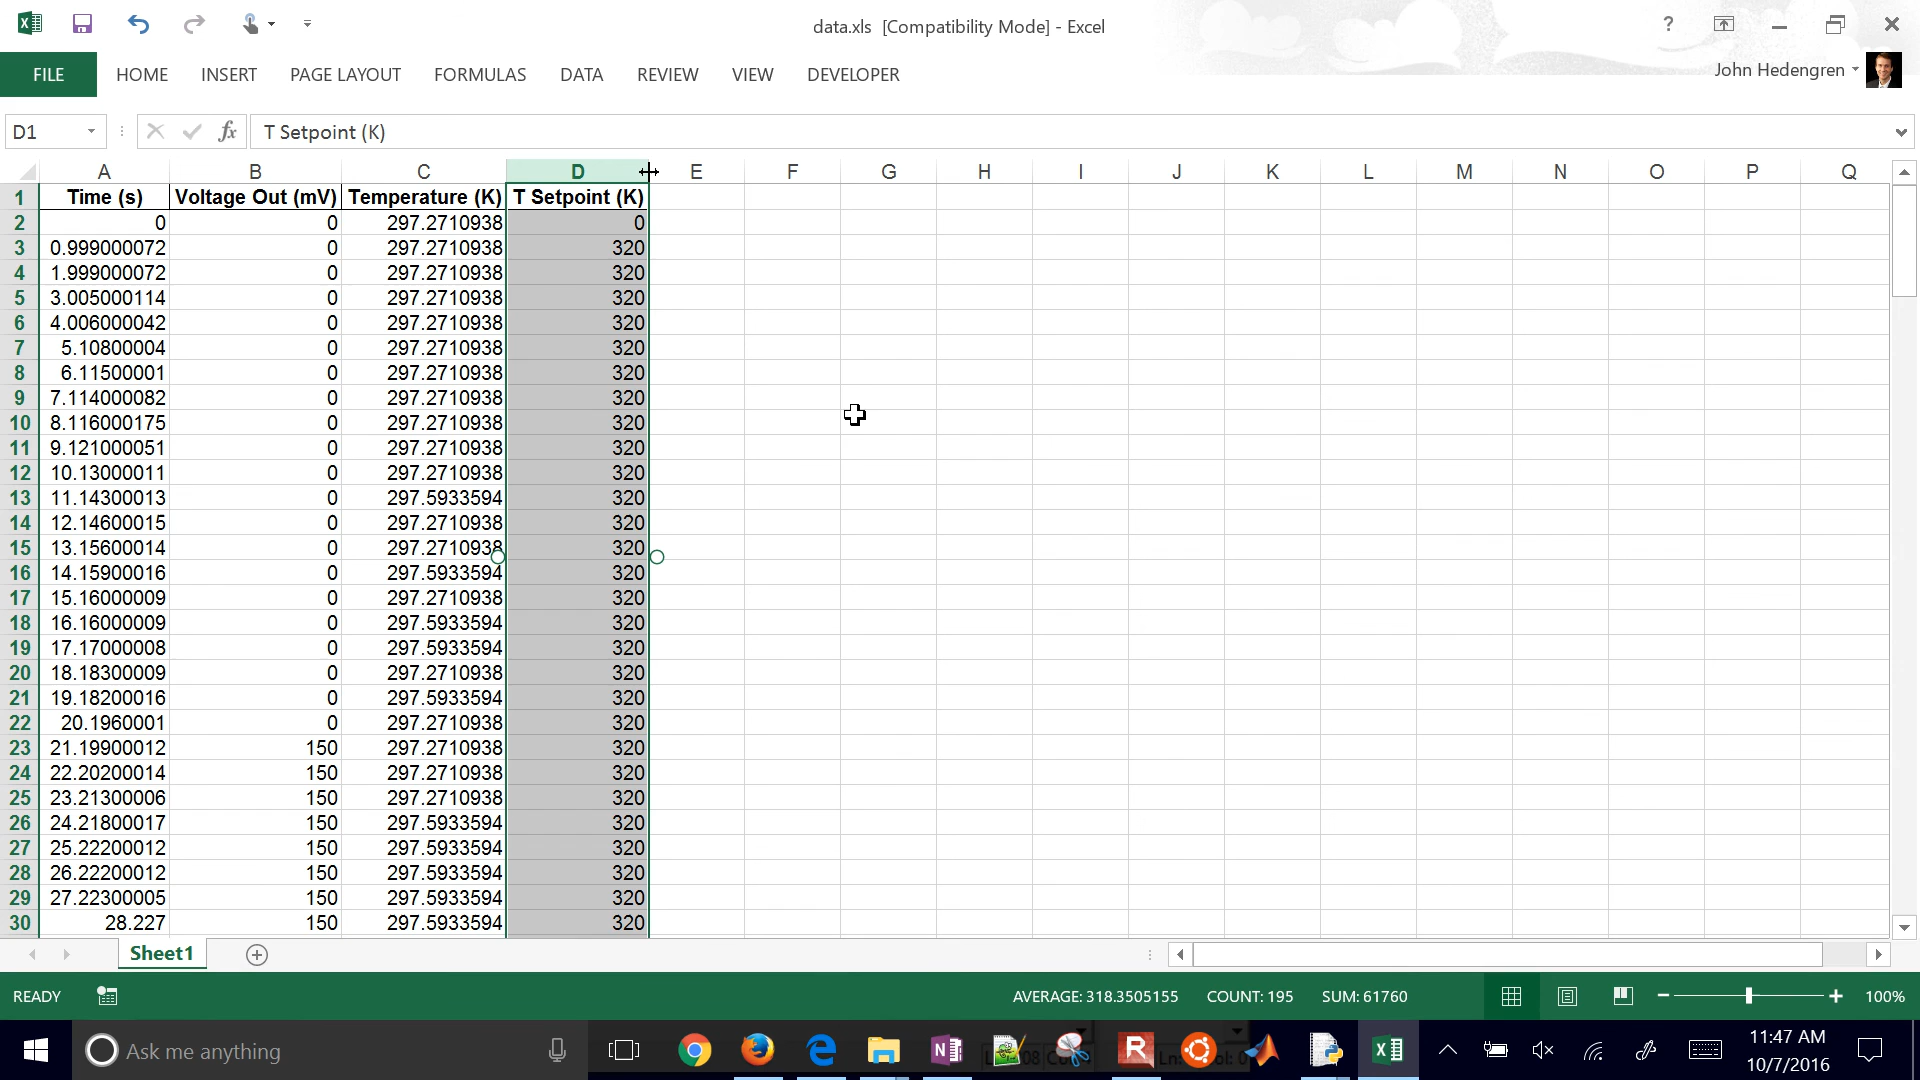 data.xls [Compatibility Mode] - Excel
?
FILE HOME INSERT PAGE LAYOUT FORMULAS DATA REVIEW VIEW DEVELOPER
John Hedengren
D1 fx T Setpoint (K)
A B C D E F G H I J K L M N O P Q
1 Time (s) Voltage Out (mV) Temperature (K) T Setpoint (K)
2 0 0 297.2710938 0
3 0.999000072 0 297.2710938 320
4 1.999000072 0 297.2710938 320
5 3.005000114 0 297.2710938 320
6 4.006000042 0 297.2710938 320
7 5.10800004 0 297.2710938 320
8 6.11500001 0 297.2710938 320
9 7.114000082 0 297.2710938 320
10 8.116000175 0 297.2710938 320
11 9.121000051 0 297.2710938 320
12 10.13000011 0 297.2710938 320
13 11.14300013 0 297.5933594 320
14 12.14600015 0 297.2710938 320
15 13.15600014 0 297.2710938 320
16 14.15900016 0 297.5933594 320
17 15.16000009 0 297.2710938 320
18 16.16000009 0 297.5933594 320
19 17.17000008 0 297.5933594 320
20 18.18300009 0 297.2710938 320
21 19.18200016 0 297.5933594 320
22 20.1960001 0 297.2710938 320
23 21.19900012 150 297.2710938 320
24 22.20200014 150 297.2710938 320
25 23.21300006 150 297.2710938 320
26 24.21800017 150 297.5933594 320
27 25.22200012 150 297.5933594 320
28 26.22200012 150 297.5933594 320
29 27.22300005 150 297.5933594 320
30 28.227 150 297.5933594 320
Sheet1
READY AVERAGE: 318.3505155 COUNT: 195 SUM: 61760 100%
Ask me anything
11:47 AM
10/7/2016